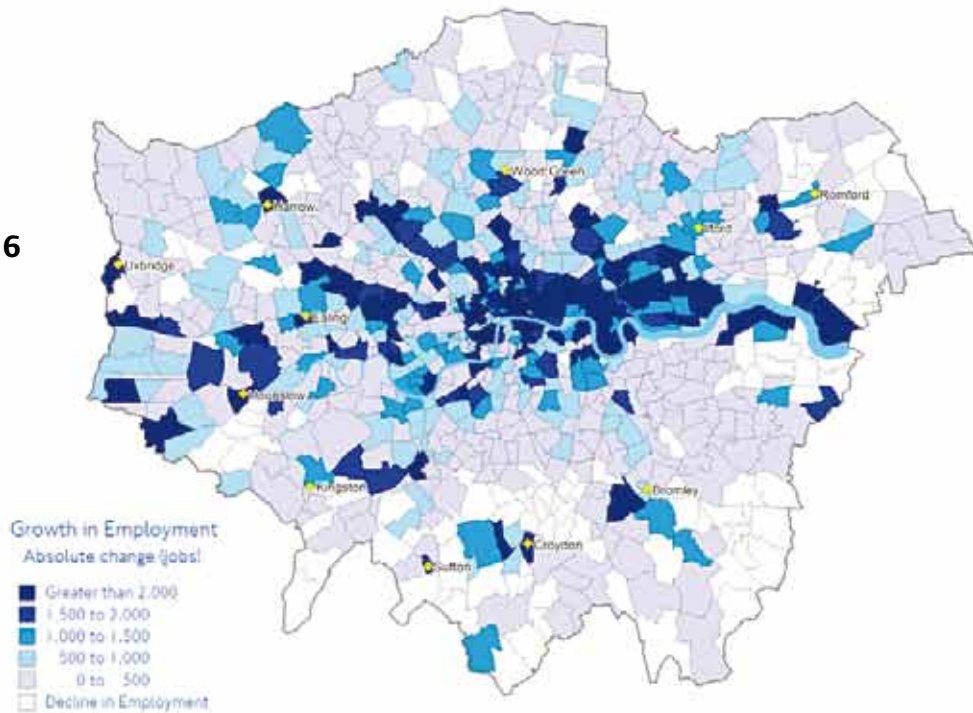 Wood Green
Romford
Harrow
Ilford
6
Uxbridge
Ealing
Hounslow
Kingston
Bromley
Growth in Employment
Absolute change (jobs)
Croydon
Sutton
Greater than 2,000
1,500 to 2,000
1,000 to 1,500
500 to 1,000
0 to 500
Decline in Employment